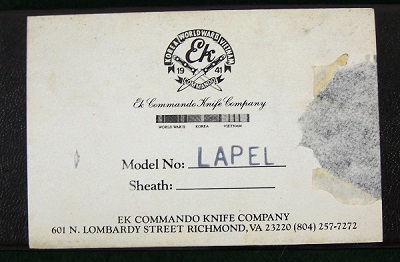 KOREA WORLD WAR II VIETNAM
Ek
19 41
COMMANDO
Ek Commando Knife Company
WORLD WAR II KOREA VIETNAM
Model No: LAPEL
Sheath:
EK COMMANDO KNIFE COMPANY
601 N. LOMBARDY STREET RICHMOND, VA 23220 (804) 257-7272